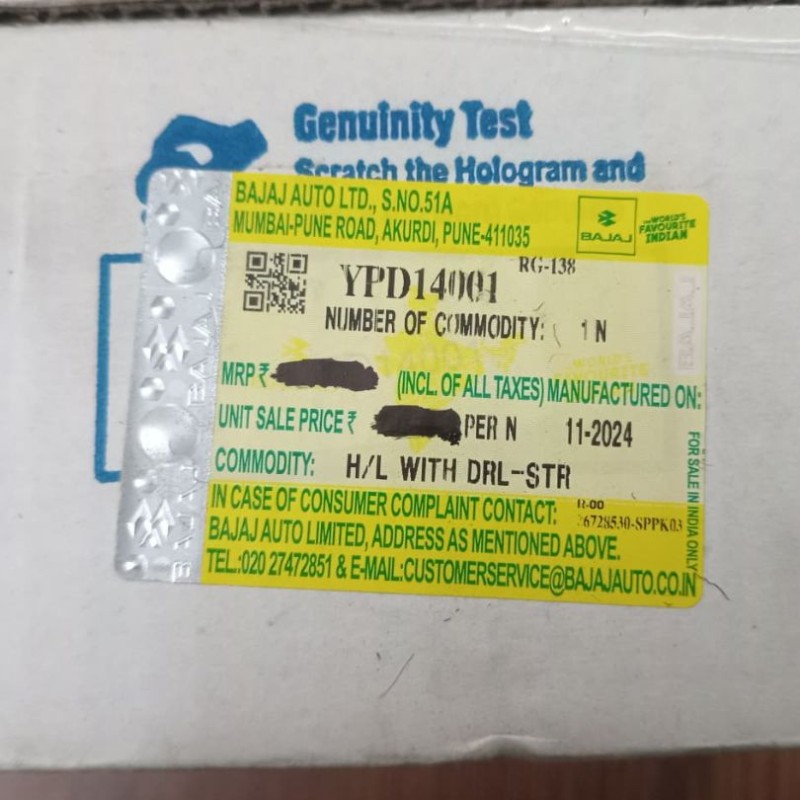 Genuinity Test
Scratch the Hologram and
BAJAJ AUTO LTD., S.NO.51A
MUMBAI-PUNE ROAD, AKURDI, PUNE-411035
BAJAJ
THE WORLD'S
FAVOURITE
INDIAN
RG-138
YPD14001
NUMBER OF COMMODITY: 1 N
MRP ₹ (INCL. OF ALL TAXES) MANUFACTURED ON:
UNIT SALE PRICE ₹ PER N 11-2024
COMMODITY: H/L WITH DRL-STR
FOR SALE IN INDIA ONLY
IN CASE OF CONSUMER COMPLAINT CONTACT:
6728530-SPPK03
BAJAJ AUTO LIMITED, ADDRESS AS MENTIONED ABOVE.
TEL.:020 27472851 & E-MAIL:CUSTOMERSERVICE@BAJAJAUTO.CO.IN
BAJAJ